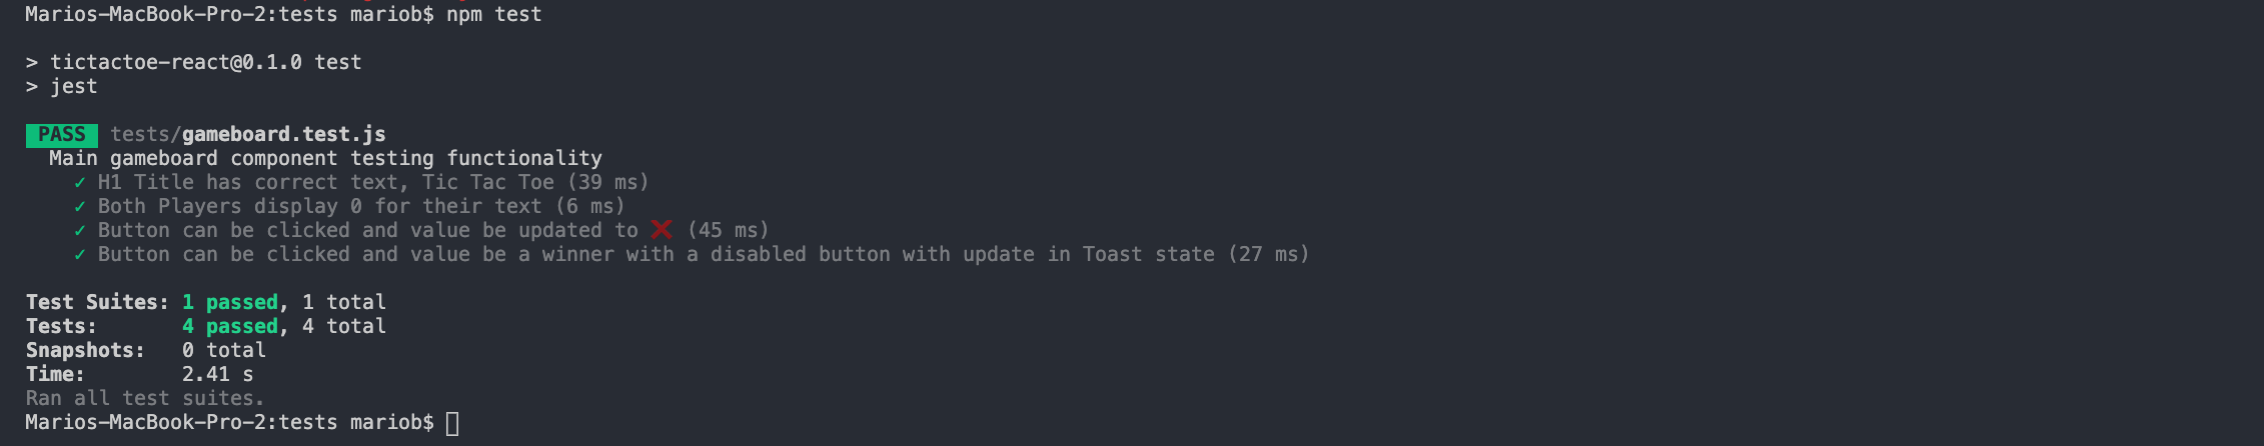 Marios-MacBook-Pro-2:tests mariob$ npm test
> tictactoe-react@0.1.0 test
> jest
PASS tests/gameboard.test.js
Main gameboard component testing functionality
✓ H1 Title has correct text, Tic Tac Toe (39 ms)
✓ Both Players display 0 for their text (6 ms)
✓ Button can be clicked and value be updated to ❌ (45 ms)
✓ Button can be clicked and value be a winner with a disabled button with update in Toast state (27 ms)
Test Suites: 1 passed, 1 total
Tests: 4 passed, 4 total
Snapshots: 0 total
Time: 2.41 s
Ran all test suites.
Marios-MacBook-Pro-2:tests mariob$